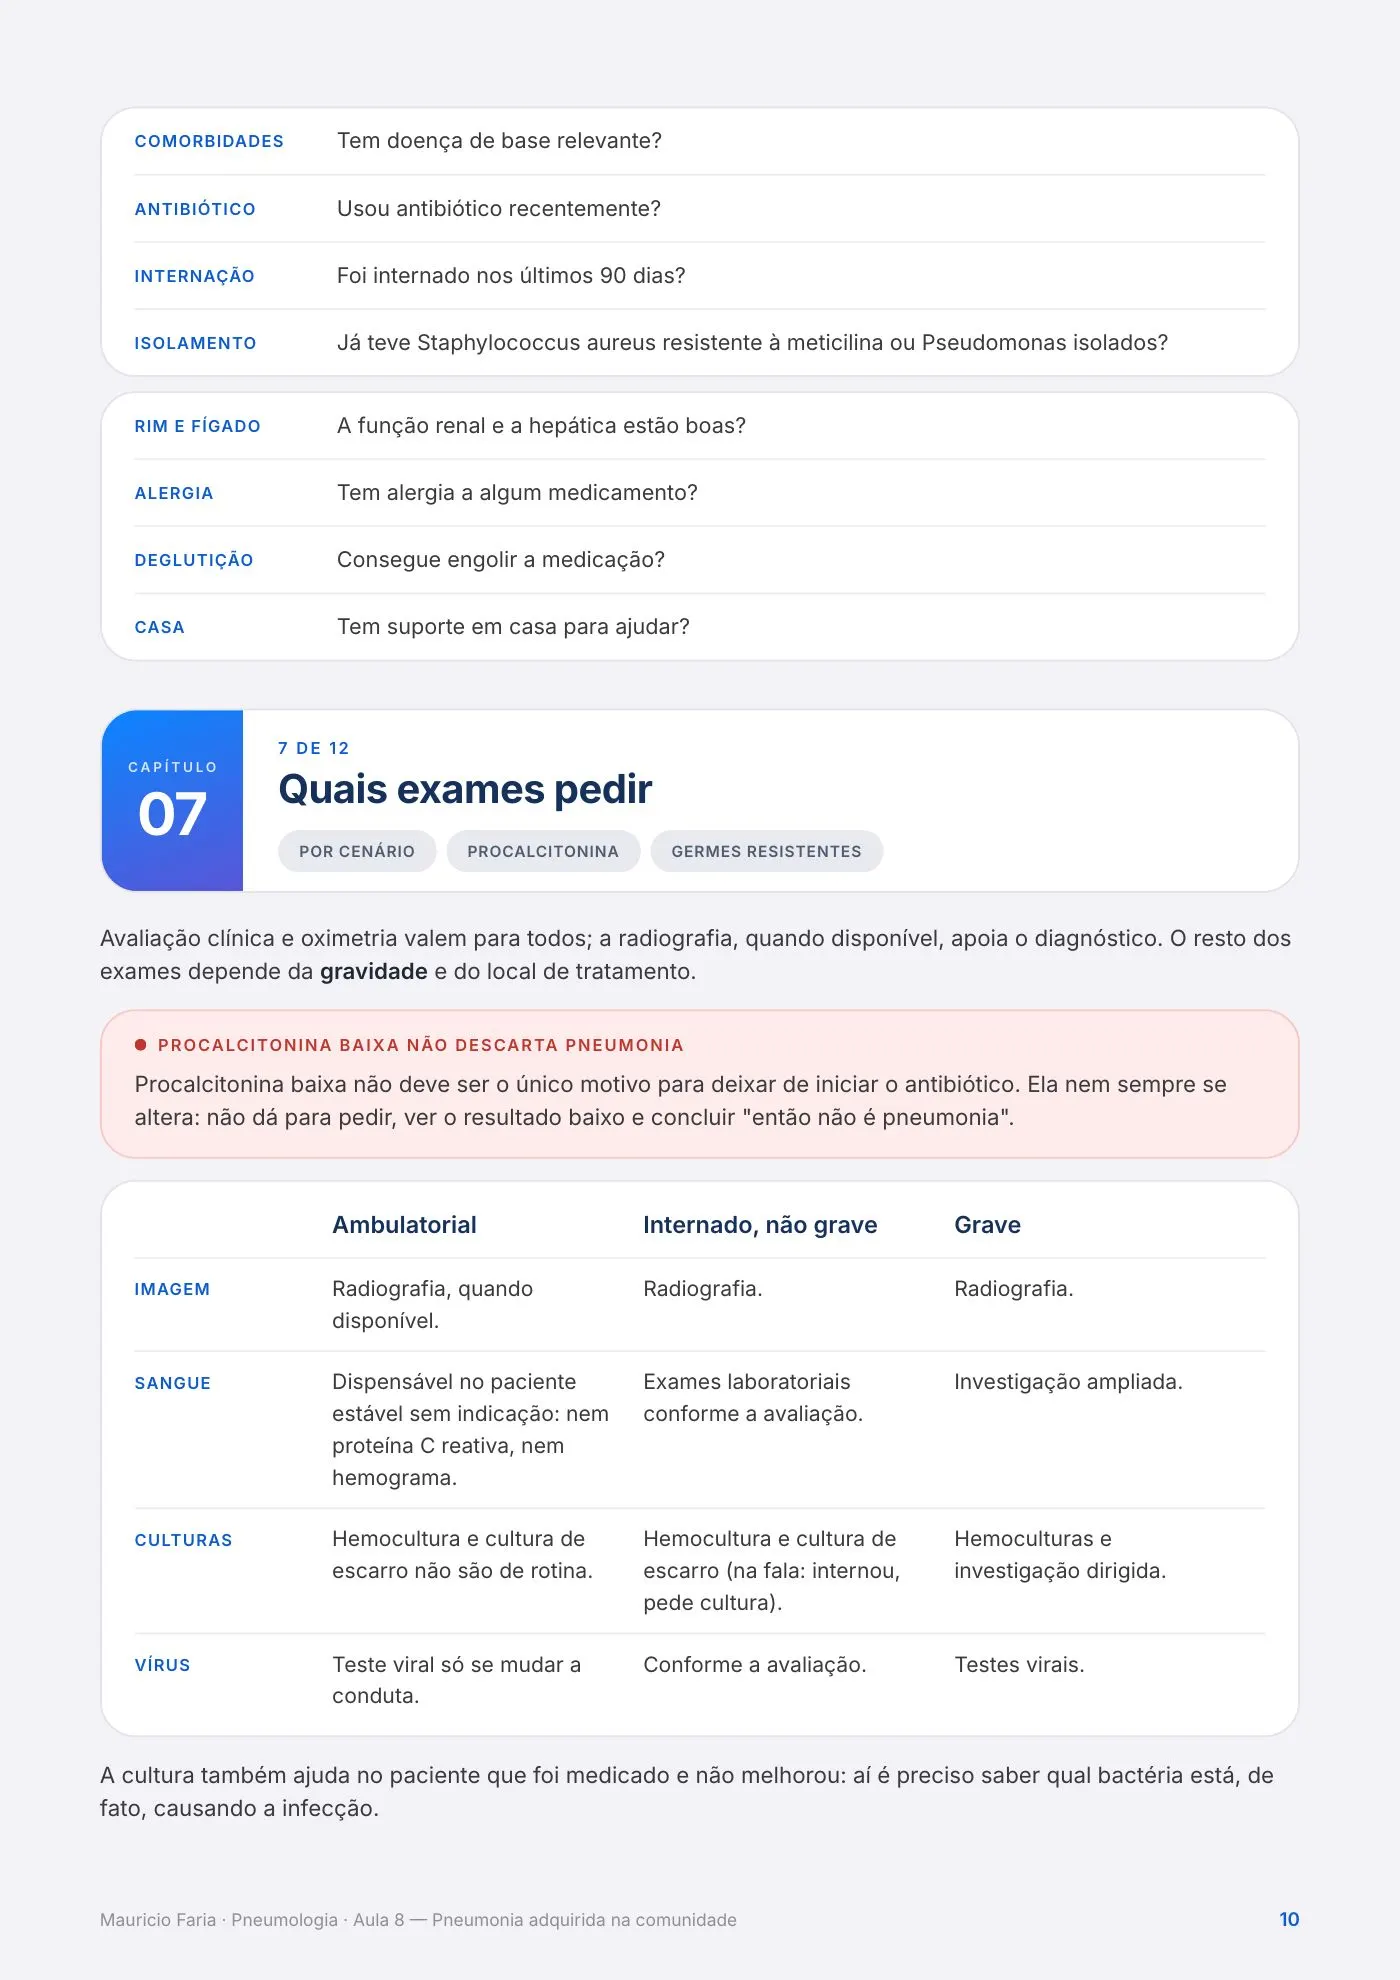 COMORBIDADES Tem doença de base relevante?
ANTIBIÓTICO Usou antibiótico recentemente?
INTERNAÇÃO Foi internado nos últimos 90 dias?
ISOLAMENTO Já teve Staphylococcus aureus resistente à meticilina ou Pseudomonas isolados?
RIM E FÍGADO A função renal e a hepática estão boas?
ALERGIA Tem alergia a algum medicamento?
DEGLUTIÇÃO Consegue engolir a medicação?
CASA Tem suporte em casa para ajudar?
CAPÍTULO
07
7 DE 12
Quais exames pedir
POR CENÁRIO PROCALCITONINA GERMES RESISTENTES
Avaliação clínica e oximetria valem para todos; a radiografia, quando disponível, apoia o diagnóstico. O resto dos
exames depende da gravidade e do local de tratamento.
PROCALCITONINA BAIXA NÃO DESCARTA PNEUMONIA
Procalcitonina baixa não deve ser o único motivo para deixar de iniciar o antibiótico. Ela nem sempre se
altera: não dá para pedir, ver o resultado baixo e concluir "então não é pneumonia".
Ambulatorial Internado, não grave Grave
IMAGEM Radiografia, quando Radiografia. Radiografia.
disponível.
SANGUE Dispensável no paciente Exames laboratoriais Investigação ampliada.
estável sem indicação: nem conforme a avaliação.
proteína C reativa, nem
hemograma.
CULTURAS Hemocultura e cultura de Hemocultura e cultura de Hemoculturas e
escarro não são de rotina. escarro (na fala: internou, investigação dirigida.
pede cultura).
VÍRUS Teste viral só se mudar a Conforme a avaliação. Testes virais.
conduta.
A cultura também ajuda no paciente que foi medicado e não melhorou: aí é preciso saber qual bactéria está, de
fato, causando a infecção.
Mauricio Faria · Pneumologia · Aula 8 — Pneumonia adquirida na comunidade 10